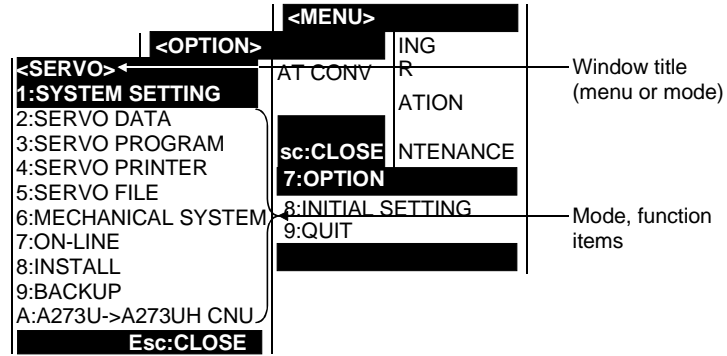 <MENU>
<OPTION>
ING
<SERVO>
AT CONV
R
Window title
(menu or mode)
1:SYSTEM SETTING
ATION
2:SERVO DATA
3:SERVO PROGRAM
sc:CLOSE
NTENANCE
4:SERVO PRINTER
7:OPTION
5:SERVO FILE
6:MECHANICAL SYSTEM
8:INITIAL SETTING
Mode, function
items
7:ON-LINE
9:QUIT
8:INSTALL
9:BACKUP
A:A273U->A273UH CNU
Esc:CLOSE